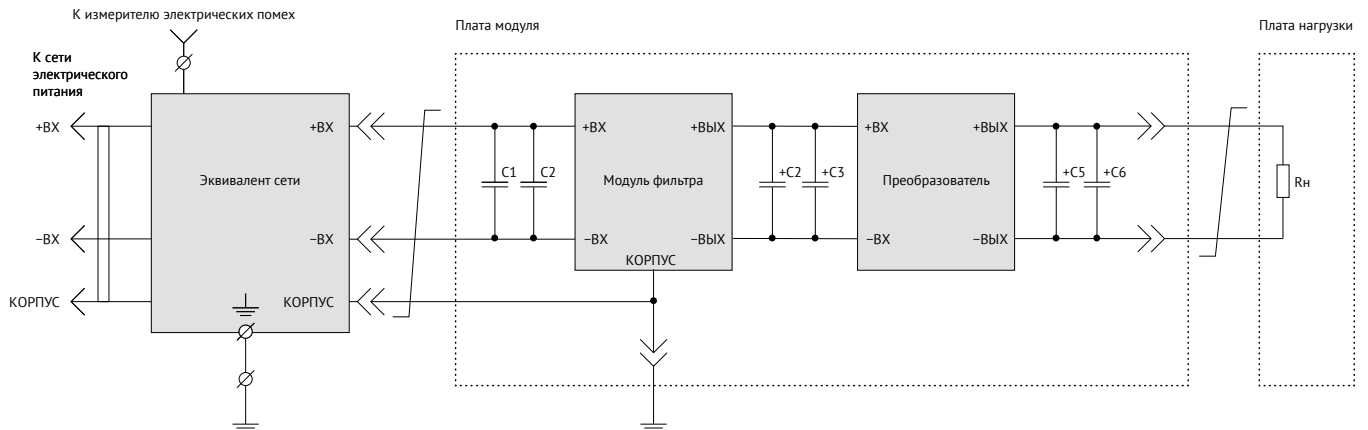 К измерителю электрических помех
Плата модуля
Плата нагрузки
К сети
электрического
питания
+ВХ
+ВХ
+ВХ
+ВЫХ
+ВХ
+ВЫХ
Эквивалент сети
C1
C2
Модуль фильтра
+C2
+C3
Преобразователь
+C5
+C6
Rн
−ВХ
−ВХ
−ВХ
−ВЫХ
−ВХ
−ВЫХ
КОРПУС
КОРПУС
КОРПУС